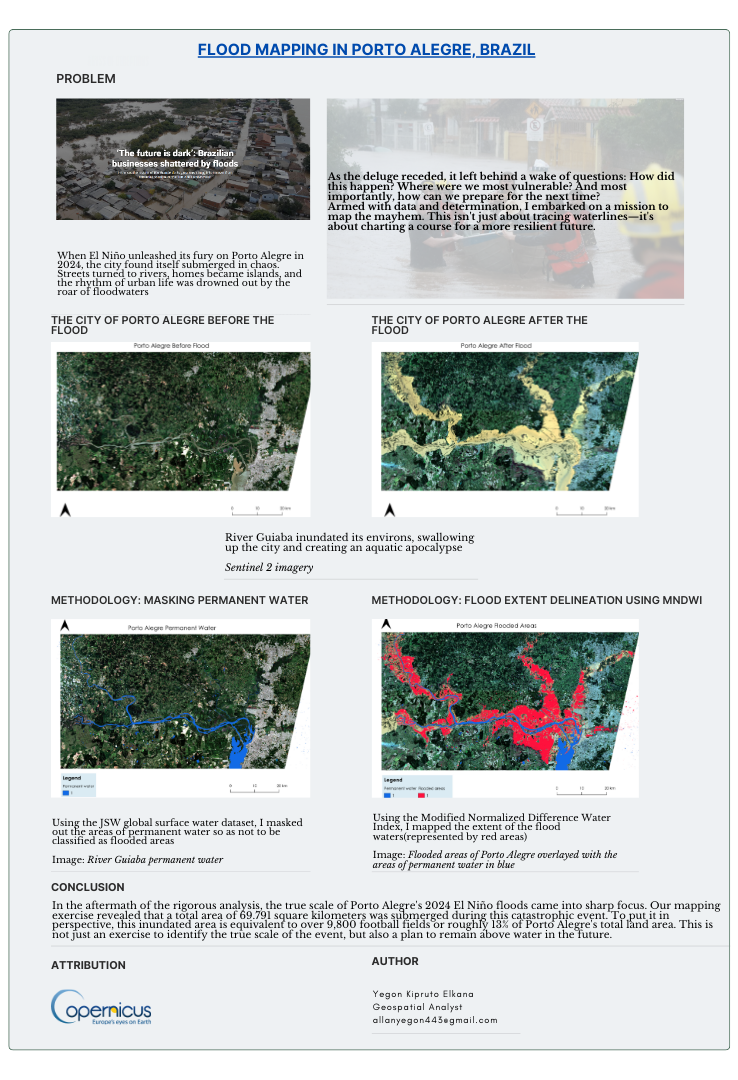 FLOOD MAPPING IN PORTO ALEGRE, BRAZIL
PROBLEM
'The future is dark': Brazilian
businesses shattered by floods
As the deluge receded, it left behind a wake of questions: How did
this happen? Where were we most vulnerable? And most
importantly, how can we prepare for the next time?
Armed with data and determination, I embarked on a mission to
map the mayhem. This isn't just about tracing waterlines—it's
about charting a course for a more resilient future.
When El Niño unleashed its fury on Porto Alegre in
2024, the city found itself submerged in chaos.
Streets turned to rivers, homes became islands, and
the rhythm of urban life was drowned out by the
roar of floodwaters
THE CITY OF PORTO ALEGRE BEFORE THE
FLOOD
THE CITY OF PORTO ALEGRE AFTER THE
FLOOD
Porto Alegre Before Flood
0 10 20 km
Porto Alegre After Flood
0 10 20 km
River Guiaba inundated its environs, swallowing
up the city and creating an aquatic apocalypse
Sentinel 2 imagery
METHODOLOGY: MASKING PERMANENT WATER
METHODOLOGY: FLOOD EXTENT DELINEATION USING MNDWI
Porto Alegre Permanent Water
Legend
Permanent water
1
0 10 20 km
Porto Alegre Flooded Areas
Legend
Permanent water flooded areas
1 1
0 10 20 km
Using the JSW global surface water dataset, I masked
out the areas of permanent water so as not to be
classified as flooded areas
Image: River Guiaba permanent water
Using the Modified Normalized Difference Water
Index, I mapped the extent of the flood
waters(represented by red areas)
Image: Flooded areas of Porto Alegre overlayed with the
areas of permanent water in blue
CONCLUSION
In the aftermath of the rigorous analysis, the true scale of Porto Alegre's 2024 El Niño floods came into sharp focus. Our mapping
exercise revealed that a total area of 69.791 square kilometers was submerged during this catastrophic event. To put it in
perspective, this inundated area is equivalent to over 9,800 football fields or roughly 13% of Porto Alegre's total land area. This is
not just an exercise to identify the true scale of the event, but also a plan to remain above water in the future.
ATTRIBUTION
Copernicus
Europe's eyes on Earth
AUTHOR
Yegon Kipruto Elkana
Geospatial Analyst
allanyegon443@gmail.com